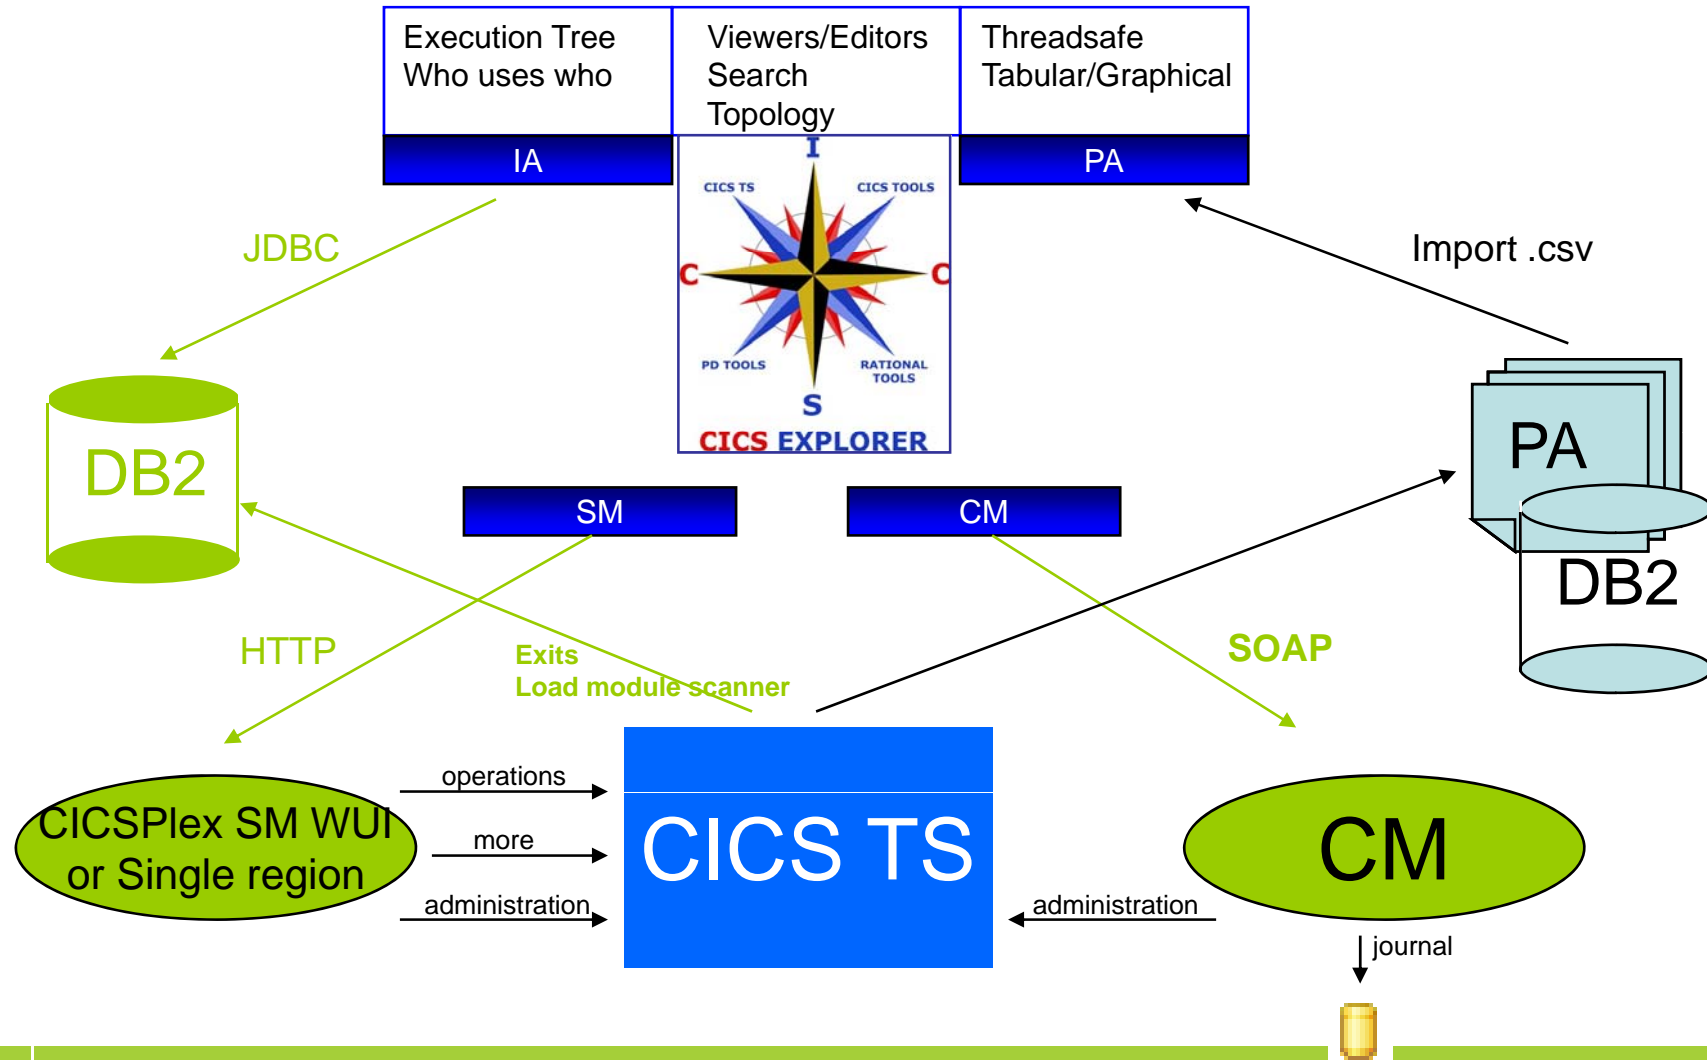 Execution Tree
Who uses who
Viewers/Editors
Search
Topology
Threadsafe
Tabular/Graphical
IA
PA
I
CICS TS
CICS TOOLS
C
C
PD TOOLS
RATIONAL
TOOLS
S
CICS EXPLORER
JDBC
Import .csv
DB2
PA
DB2
SM
CM
HTTP
Exits
Load module scanner
SOAP
CICSPlex SM WUI
or Single region
operations
more
administration
CICS TS
administration
CM
journal